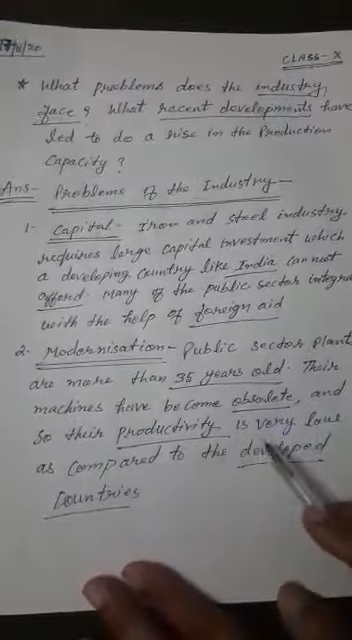 17/8/20
CLASS-X
* What problems does the industry
face? What recent developments have
led to do a rise in the Production
Capacity?
Ans- Problems of the Industry-
1- Capital- Iron and steel industry
requires large capital investment which
a developing country like India cannot
afford. Many of the public sector integra
with the help of foreign aid
2- Modernisation- Public sector plant
are more than 35 years old. Their
machines have become obsolete, and
so their productivity is very low
as compared to the developed
Countries